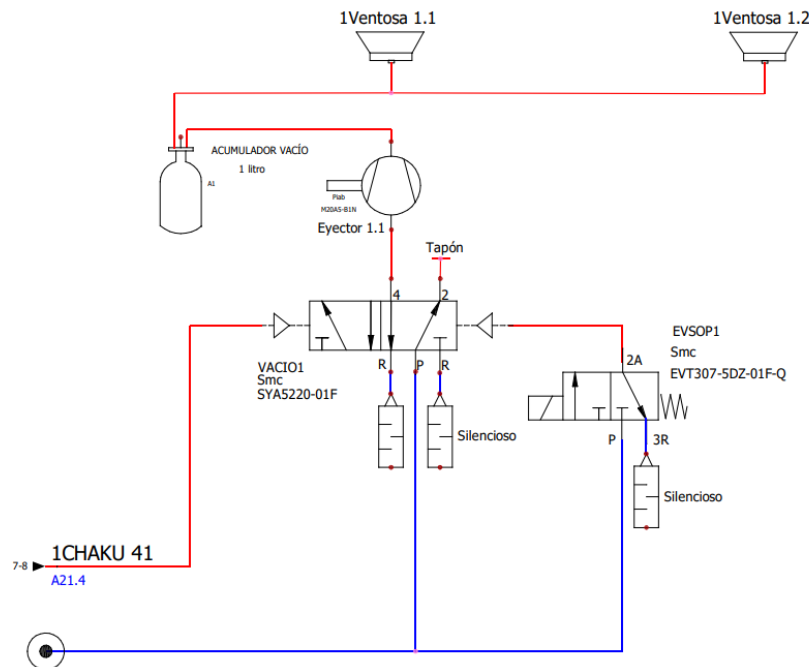 1Ventosa 1.1
1Ventosa 1.2
ACUMULADOR VACÍO
1 litro
A1
Piab
M20A5-B1N
Eyector 1.1
Tapón
4
2
EVSOP1
Smc
EVT307-5DZ-01F-Q
2A
VACIO1
Smc
SYA5220-01F
R
P
R
P
3R
Silencioso
Silencioso
1CHAKU 41
7-8
A21.4